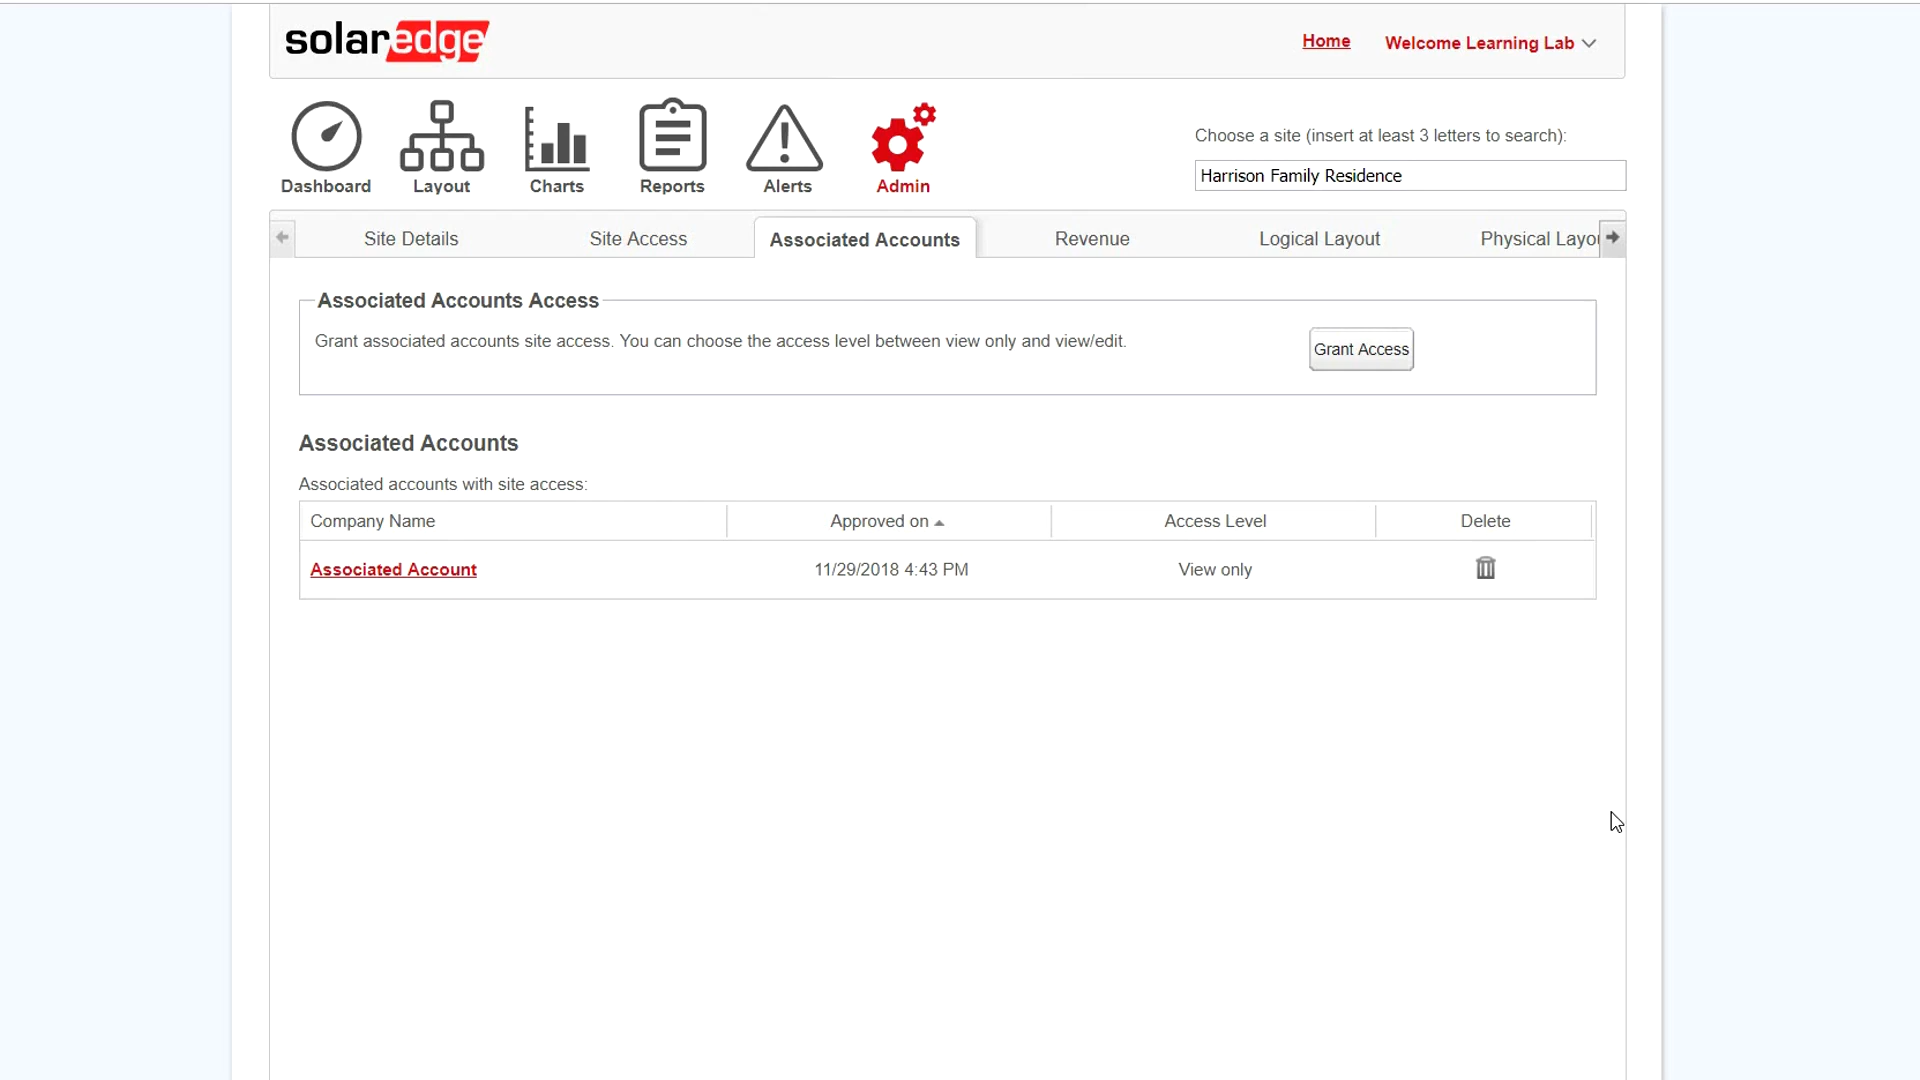 solaredge
Home
Welcome Learning Lab
Dashboard
Layout
Charts
Reports
Alerts
Admin
Choose a site (insert at least 3 letters to search):
Harrison Family Residence
Site Details
Site Access
Associated Accounts
Revenue
Logical Layout
Physical Layo
Associated Accounts Access
Grant associated accounts site access. You can choose the access level between view only and view/edit.
Grant Access
Associated Accounts
Associated accounts with site access:
Company Name
Approved on
Access Level
Delete
Associated Account
11/29/2018 4:43 PM
View only